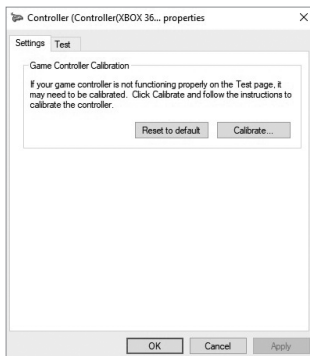 Controller (Controller(XBOX 36... properties
Settings Test
Game Controller Calibration
If your game controller is not functioning properly on the Test page, it
may need to be calibrated. Click Calibrate and follow the instructions to
calibrate the controller.
Reset to default Calibrate...
OK Cancel Apply